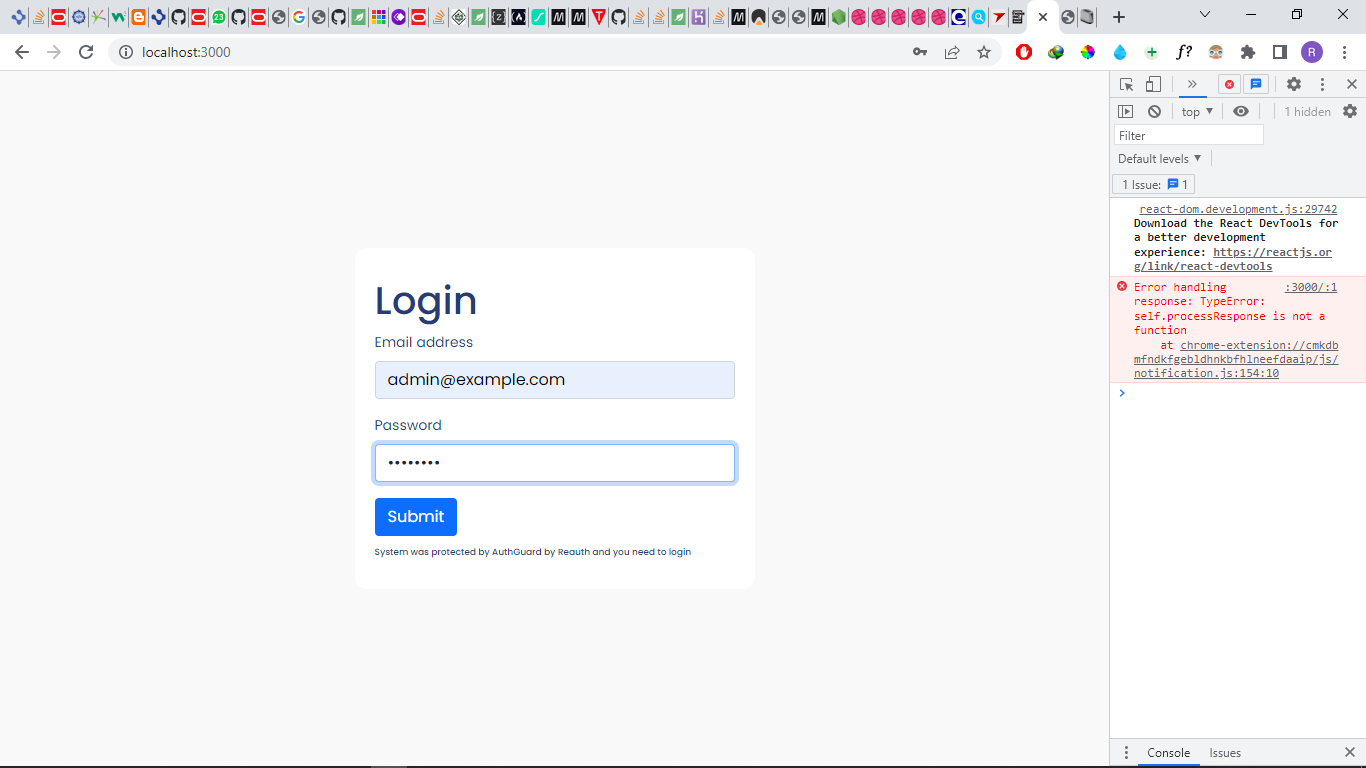 localhost:3000
f?
R
top
1 hidden
Filter
Default levels
1 Issue: 1
react-dom.development.js:29742
Download the React DevTools for
a better development
experience: https://reactjs.or
g/link/react-devtools
Error handling :3000/:1
response: TypeError:
self.processResponse is not a
function
at chrome-extension://cmkdb
mfndkfgebldhnkbfhlneefdaaip/js/
notification.js:154:10
Login
Email address
admin@example.com
Password
••••••••
Submit
System was protected by AuthGuard by Reauth and you need to login
Console Issues